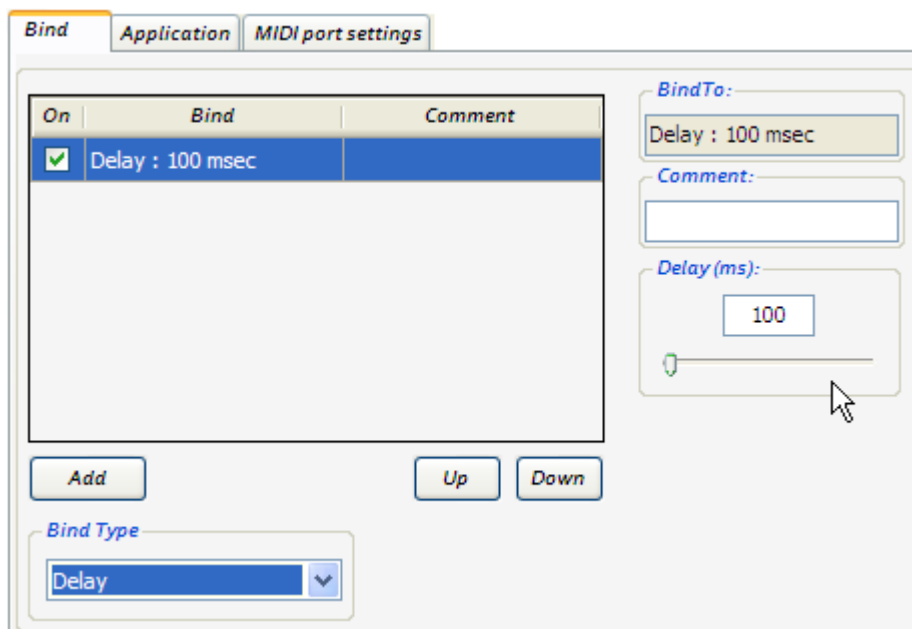 Bind Application MIDI port settings
On Bind Comment
Delay : 100 msec
BindTo:
Delay : 100 msec
Comment:
Delay (ms):
100
Add Up Down
Bind Type
Delay